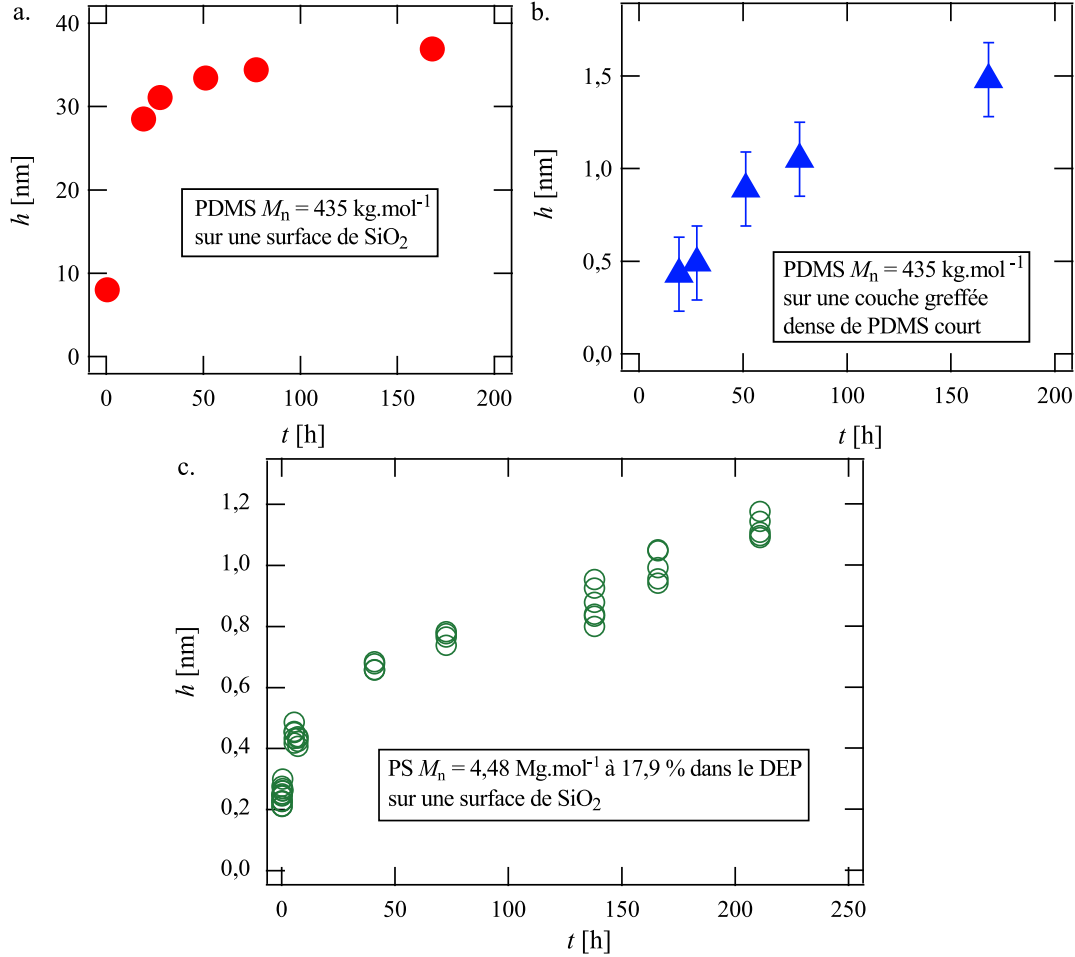 a.
40
30
20
10
0
h [nm]
PDMS Mn = 435 kg.mol-1
sur une surface de SiO2
0
50
100
150
200
t [h]
b.
1,5
1,0
0,5
0,0
h [nm]
PDMS Mn = 435 kg.mol-1
sur une couche greffée
dense de PDMS court
0
50
100
150
200
t [h]
c.
1,2
1,0
0,8
0,6
0,4
0,2
0,0
h [nm]
PS Mn = 4,48 Mg.mol-1 à 17,9 % dans le DEP
sur une surface de SiO2
0
50
100
150
200
250
t [h]